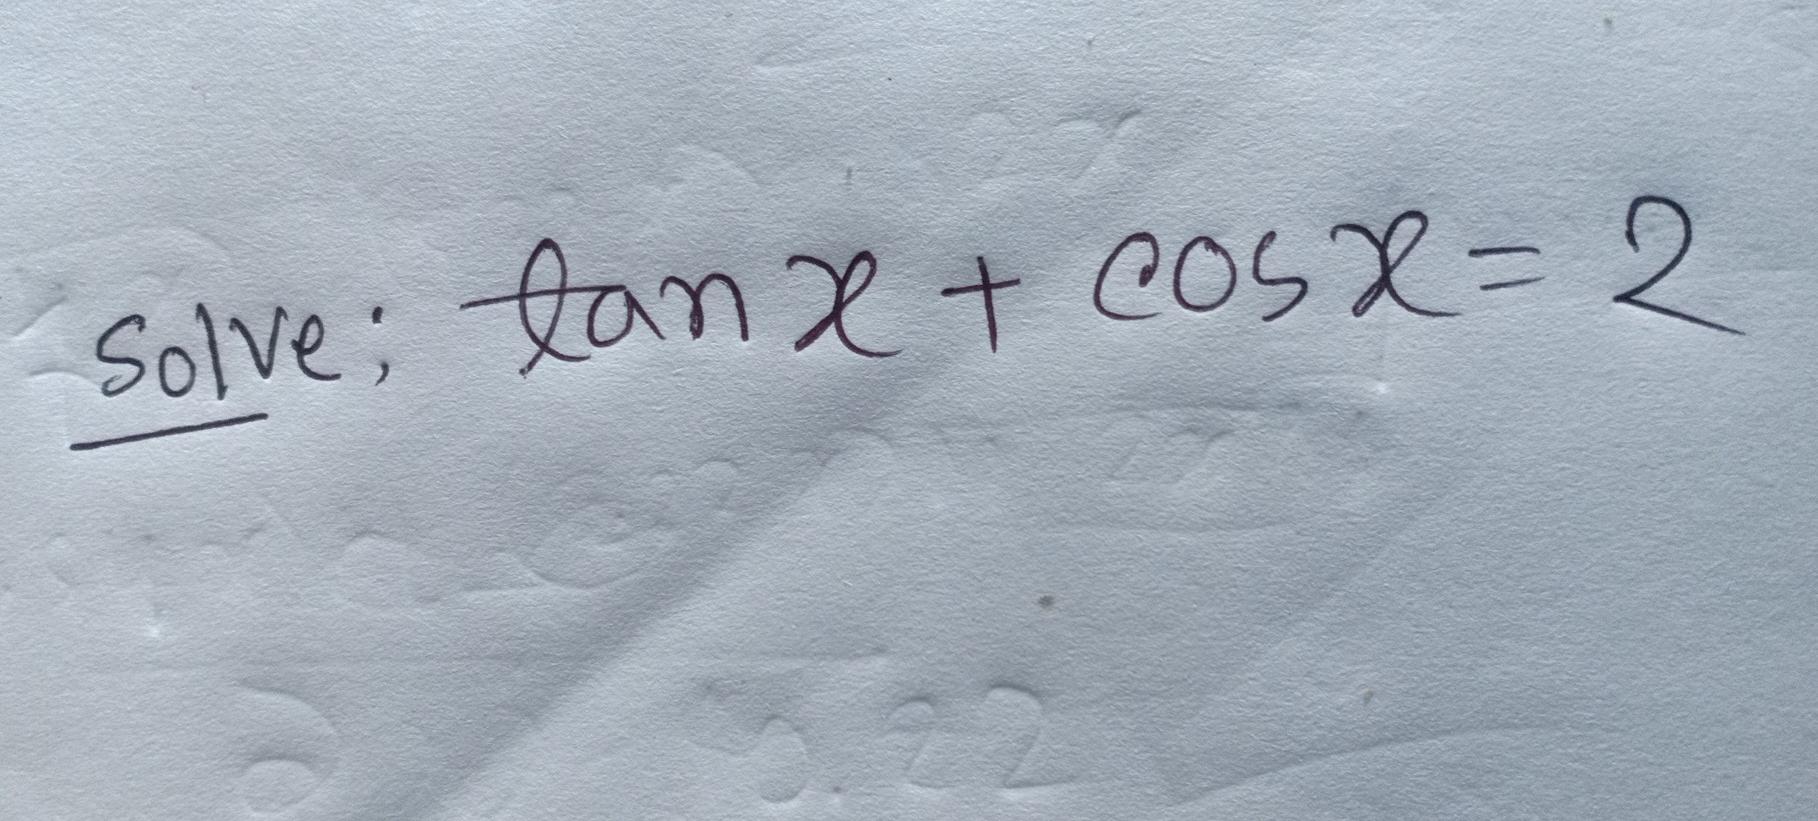 Solve; tan x + cos x = 2